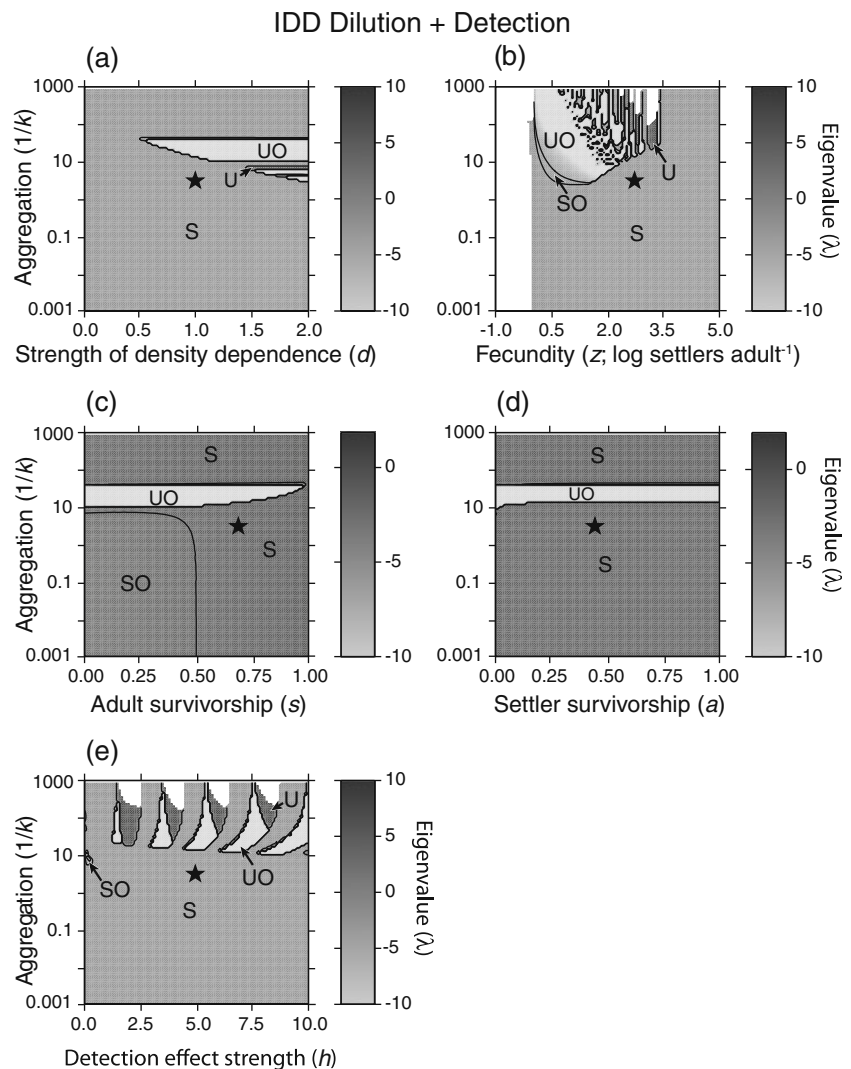 IDD Dilution + Detection
(a)
Aggregation (1/k)
1000
10
0.1
0.001
UO
U
S
0.0 0.5 1.0 1.5 2.0
Strength of density dependence (d)
10
5
0
-5
-10
(b)
1000
10
0.1
0.001
UO
SO
U
S
-1.0 0.5 2.0 3.5 5.0
Fecundity (z; log settlers adult⁻¹)
10
5
0
-5
-10
Eigenvalue (λ)
(c)
Aggregation (1/k)
1000
10
0.1
0.001
S
UO
S
SO
0.00 0.25 0.50 0.75 1.00
Adult survivorship (s)
0
-5
-10
(d)
1000
10
0.1
0.001
S
UO
S
0.00 0.25 0.50 0.75 1.00
Settler survivorship (a)
0
-5
-10
Eigenvalue (λ)
(e)
Aggregation (1/k)
1000
10
0.1
0.001
U
UO
SO
S
0.0 2.5 5.0 7.5 10.0
Detection effect strength (h)
10
5
0
-5
-10
Eigenvalue (λ)